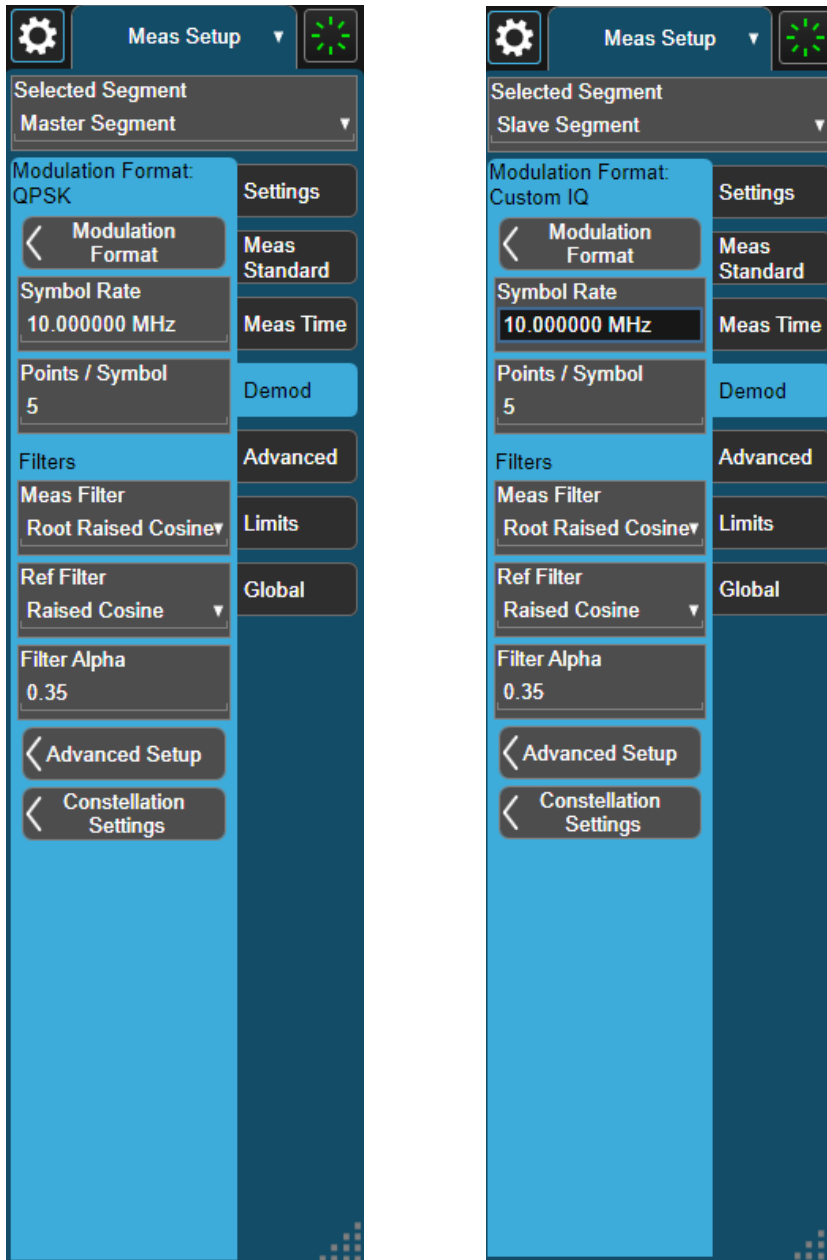 Meas Setup
Selected Segment
Master Segment
Modulation Format:
QPSK
Modulation
Format
Symbol Rate
10.000000 MHz
Points / Symbol
5
Filters
Meas Filter
Root Raised Cosine
Ref Filter
Raised Cosine
Filter Alpha
0.35
Advanced Setup
Constellation
Settings
Settings
Meas
Standard
Meas Time
Demod
Advanced
Limits
Global
Meas Setup
Selected Segment
Slave Segment
Modulation Format:
Custom IQ
Modulation
Format
Symbol Rate
10.000000 MHz
Points / Symbol
5
Filters
Meas Filter
Root Raised Cosine
Ref Filter
Raised Cosine
Filter Alpha
0.35
Advanced Setup
Constellation
Settings
Settings
Meas
Standard
Meas Time
Demod
Advanced
Limits
Global